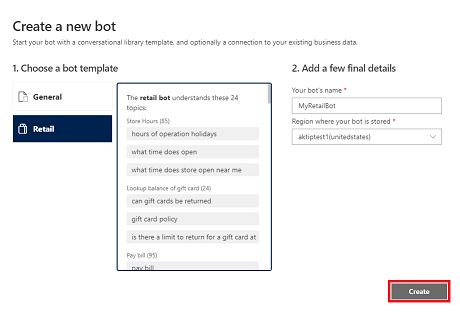 Create a new bot
Start your bot with a conversational library template, and optionally a connection to your existing business data.
1. Choose a bot template
General
Retail
The retail bot understands these 24
topics:
Store Hours (85)
hours of operation holidays
what time does open
what time does store open near me
Lookup balance of gift card (24)
can gift cards be returned
gift card policy
is there a limit to return for a gift card at
Pay bill (95)
pay bill
2. Add a few final details
Your bot's name *
MyRetailBot
Region where your bot is stored *
aktiptest1(unitedstates)
Create